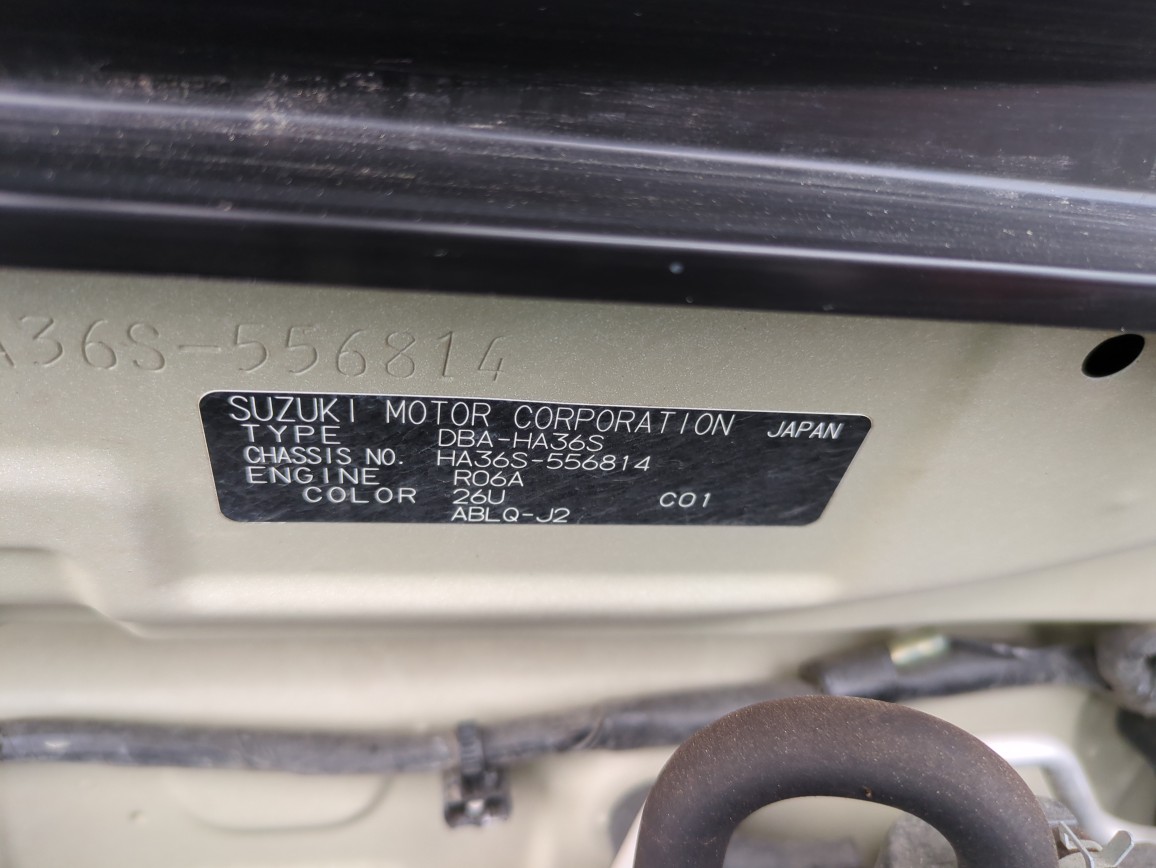 A36S-556814
SUZUKI MOTOR CORPORATION JAPAN
TYPE DBA-HA36S
CHASSIS NO. HA36S-556814
ENGINE R06A
COLOR 26U C01
ABLQ-J2